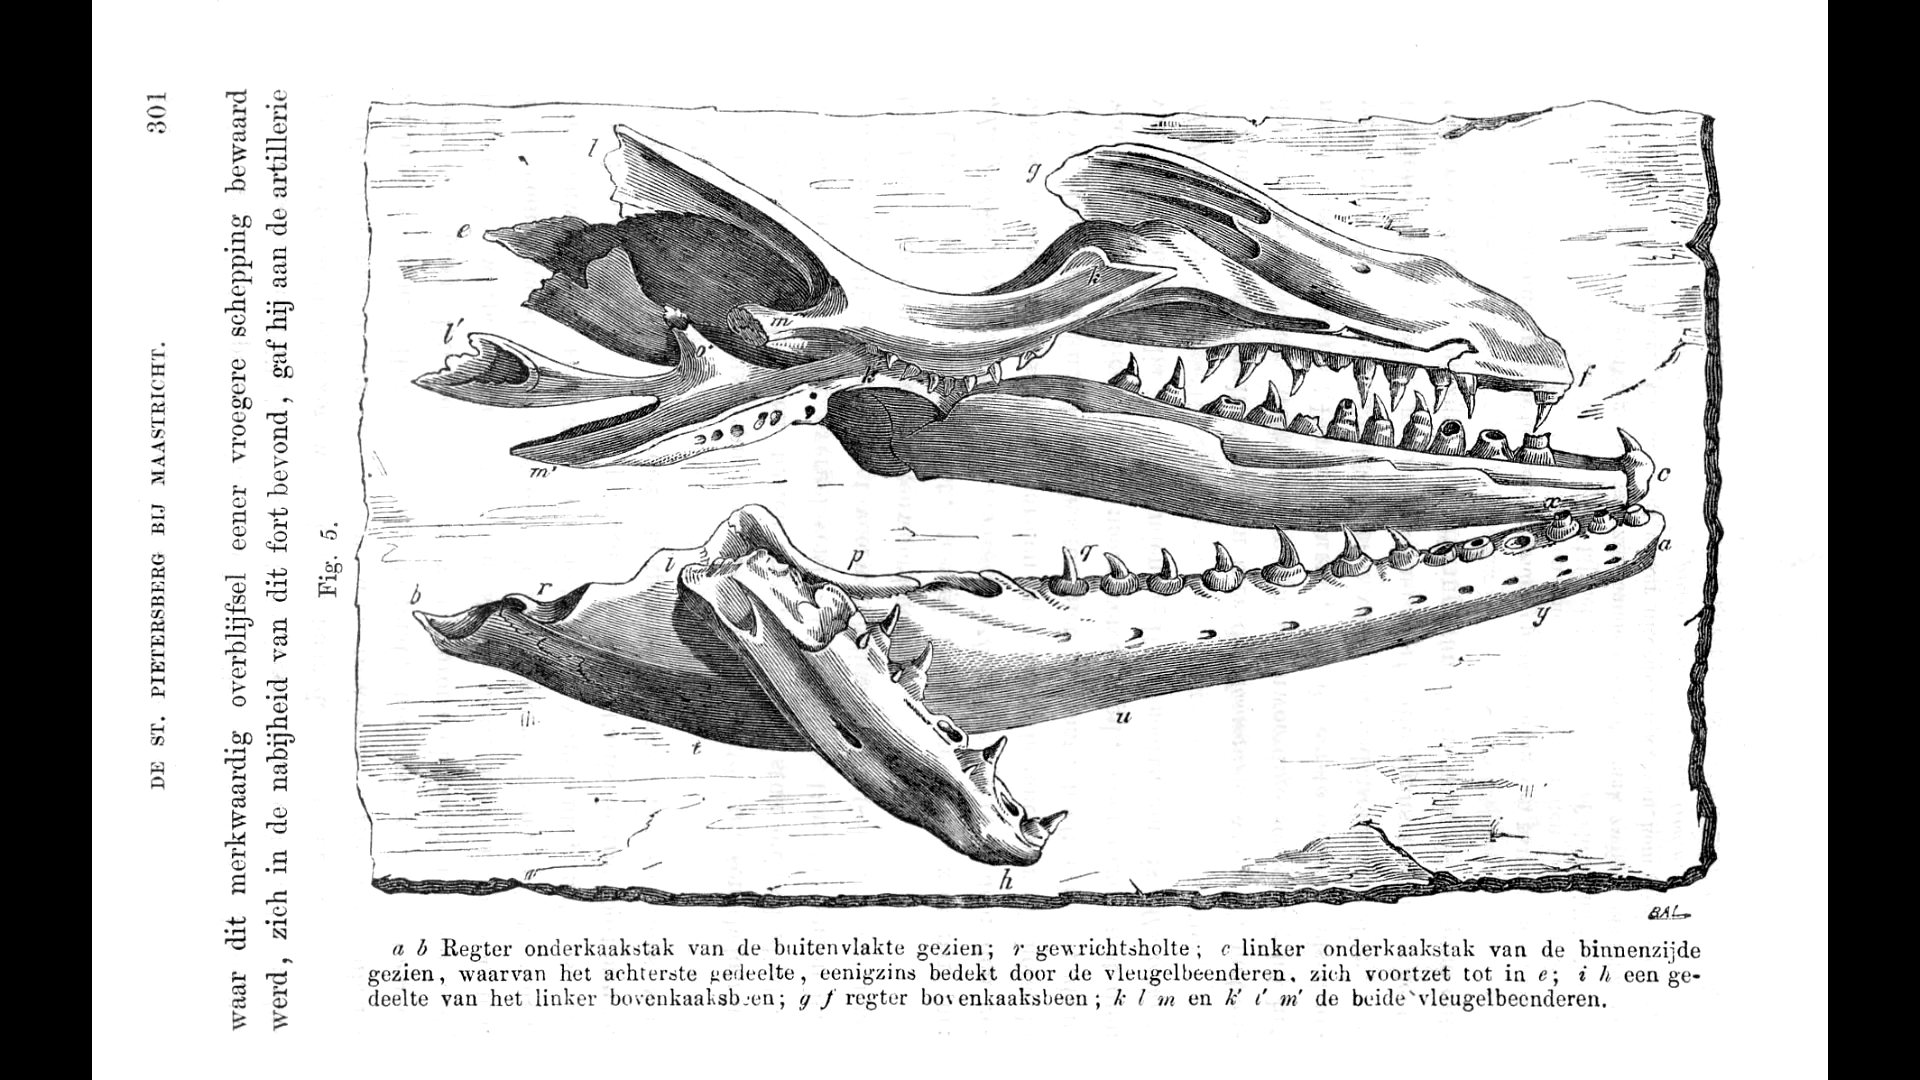 301
DE ST. PIETERSBERG BIJ MAASTRICHT.
waar dit merkwaardig overblijfsel eener vroegere schepping bewaard
werd, zich in de nabijheid van dit fort bevond, gaf hij aan de artillerie
Fig. 5.
l
g
e
k
m
l'
o'
f
k'
m'
c
x
a
q
p
l
r
b
y
u
t
h
BAL
a b Regter onderkaakstak van de buitenvlakte gezien; r gewrichtsholte; c linker onderkaakstak van de binnenzijde
gezien, waarvan het achterste gedeelte, eenigzins bedekt door de vleugelbeenderen, zich voortzet tot in e; i h een ge-
deelte van het linker bovenkaaksbeen; g f regter bovenkaaksbeen; k l m en k' l' m' de beide vleugelbeenderen.